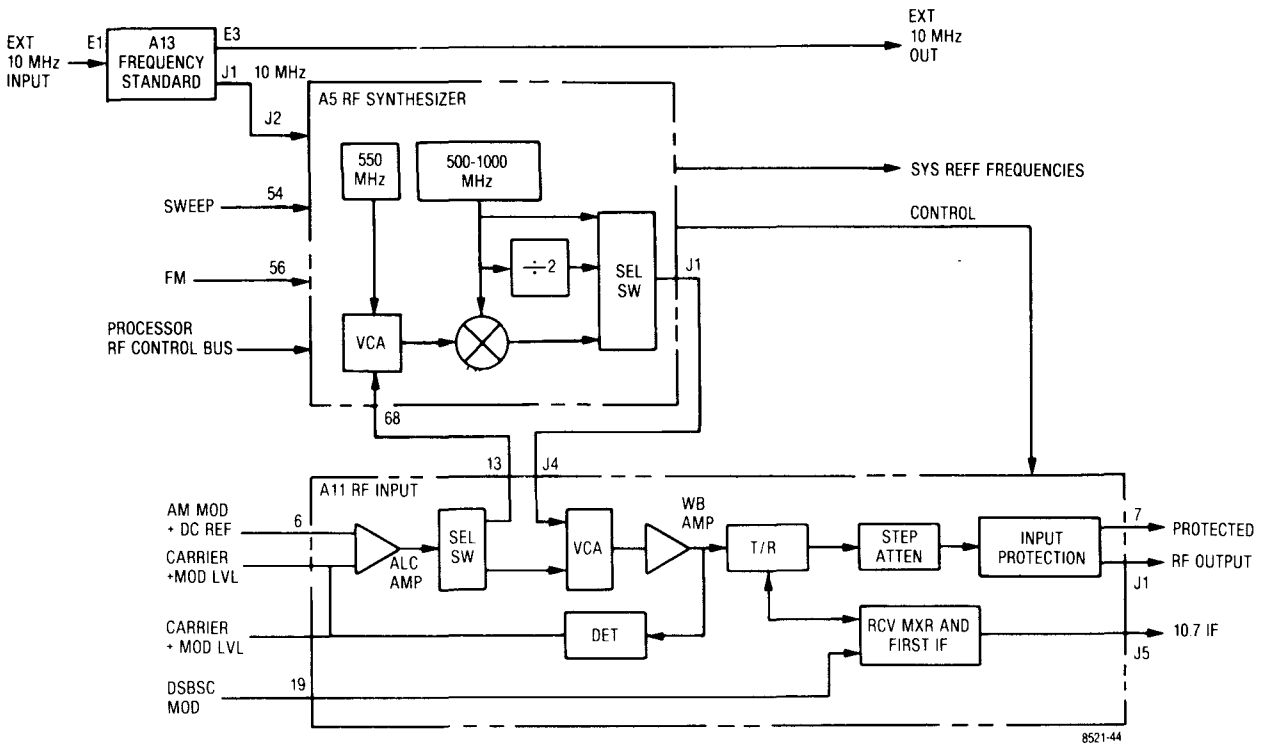 EXT
10 MHz
INPUT
E1
A13
FREQUENCY
STANDARD
E3
J1
10 MHz
J2
EXT
10 MHz
OUT
A5 RF SYNTHESIZER
550
MHz
500-1000
MHz
SYS REFF FREQUENCIES
SWEEP
54
CONTROL
÷2
SEL
SW
J1
FM
56
PROCESSOR
RF CONTROL BUS
VCA
68
13
J4
A11 RF INPUT
AM MOD
+ DC REF
6
CARRIER
+MOD LVL
ALC
AMP
SEL
SW
VCA
WB
AMP
T/R
STEP
ATTEN
INPUT
PROTECTION
7
PROTECTED
RF OUTPUT
J1
CARRIER
+ MOD LVL
DET
RCV MXR AND
FIRST IF
10.7 IF
J5
DSBSC
MOD
19
8521-44